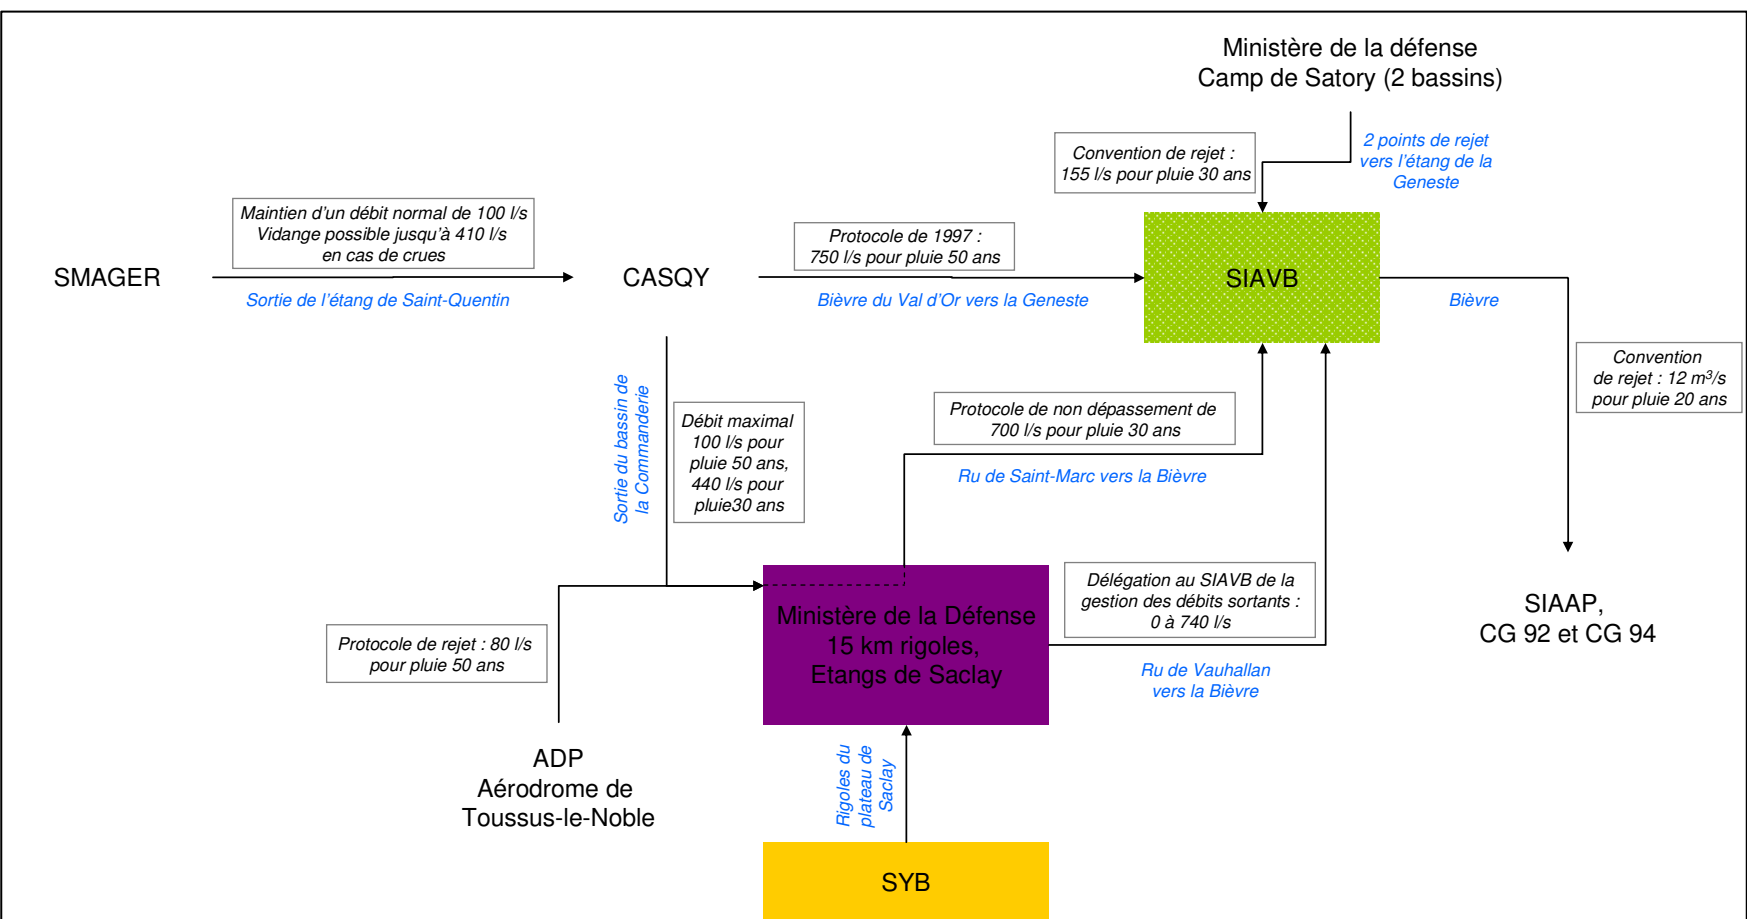 Ministère de la défense
Camp de Satory (2 bassins)
Convention de rejet :
155 l/s pour pluie 30 ans
2 points de rejet
vers l'étang de la
Geneste
Maintien d'un débit normal de 100 l/s
Vidange possible jusqu'à 410 l/s
en cas de crues
Protocole de 1997 :
750 l/s pour pluie 50 ans
SMAGER
CASQY
SIAVB
Sortie de l'étang de Saint-Quentin
Bièvre du Val d'Or vers la Geneste
Bièvre
Convention
de rejet : 12 m³/s
pour pluie 20 ans
Sortie du bassin de
la Commanderie
Débit maximal
100 l/s pour
pluie 50 ans,
440 l/s pour
pluie30 ans
Protocole de non dépassement de
700 l/s pour pluie 30 ans
Ru de Saint-Marc vers la Bièvre
Ministère de la Défense
15 km rigoles,
Etangs de Saclay
Délégation au SIAVB de la
gestion des débits sortants :
0 à 740 l/s
SIAAP,
CG 92 et CG 94
Protocole de rejet : 80 l/s
pour pluie 50 ans
Ru de Vauhallan
vers la Bièvre
ADP
Aérodrome de
Toussus-le-Noble
Rigoles du
plateau de
Saclay
SYB